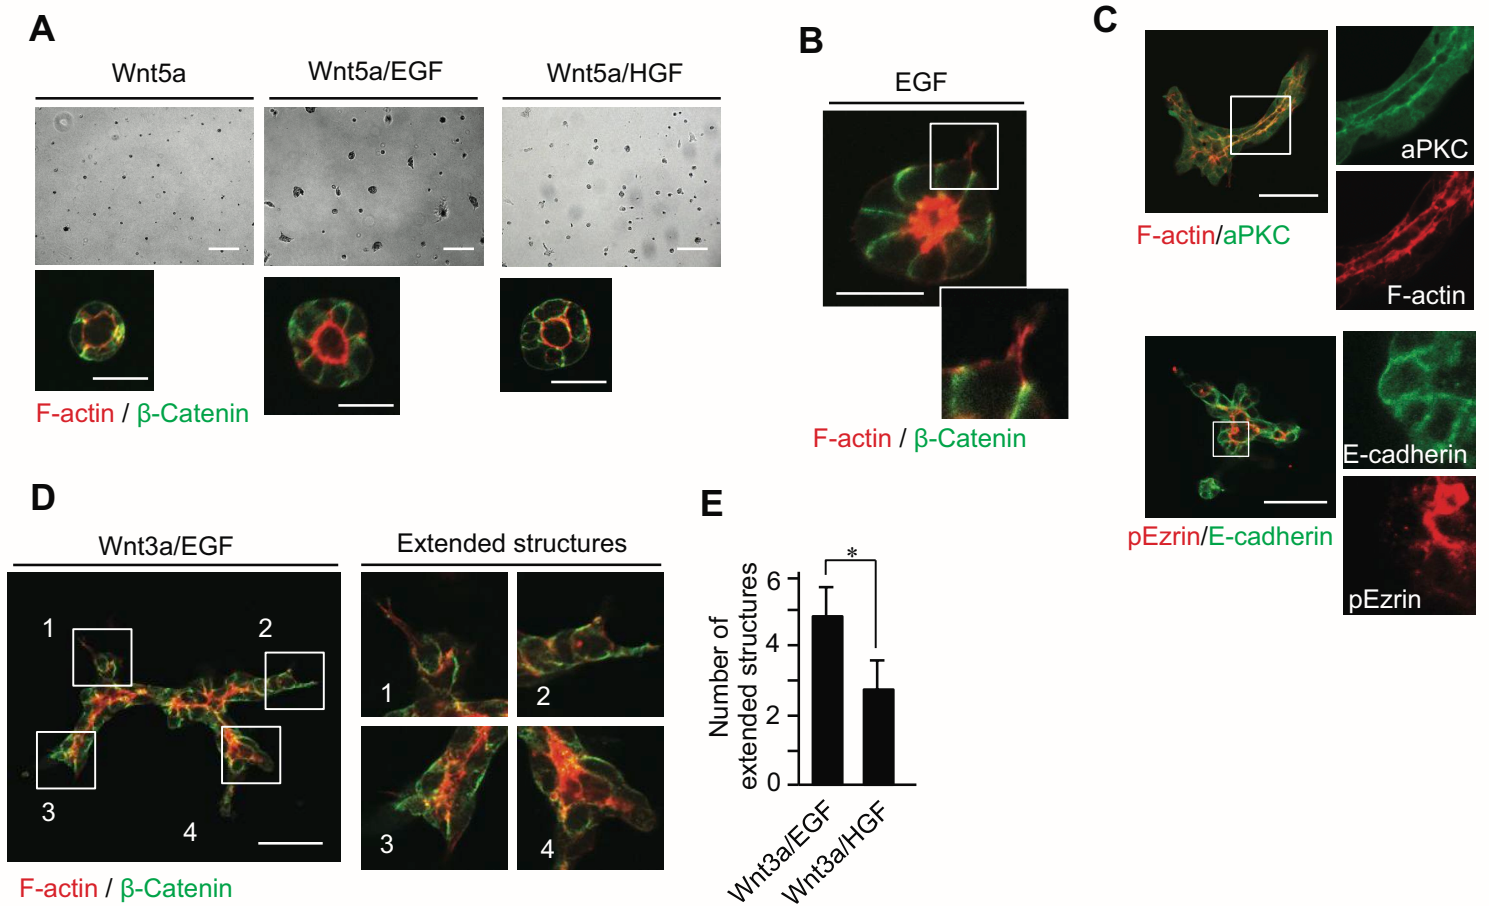 A
Wnt5a
Wnt5a/EGF
Wnt5a/HGF
F-actin / β-Catenin
B
EGF
F-actin / β-Catenin
C
aPKC
F-actin
F-actin/aPKC
E-cadherin
pEzrin
pEzrin/E-cadherin
D
Wnt3a/EGF
Extended structures
1
2
3
4
1
2
3
4
F-actin / β-Catenin
E
Number of
extended structures
6
4
2
0
*
Wnt3a/EGF
Wnt3a/HGF